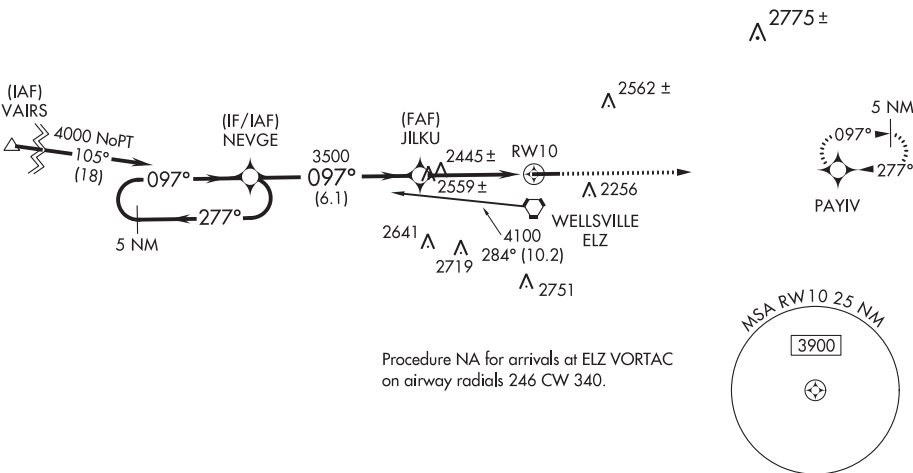 2775 ±
2562 ±
(IAF)
VAIRS
4000 NoPT
105°
(18)
(IF/IAF)
NEVGE
097°
277°
5 NM
3500
097°
(6.1)
(FAF)
JILKU
2445 ±
2559 ±
RW10
2256
WELLSVILLE
ELZ
4100
284° (10.2)
2641
2719
2751
5 NM
097°
277°
PAYIV
Procedure NA for arrivals at ELZ VORTAC
on airway radials 246 CW 340.
MSA RW10 25 NM
3900